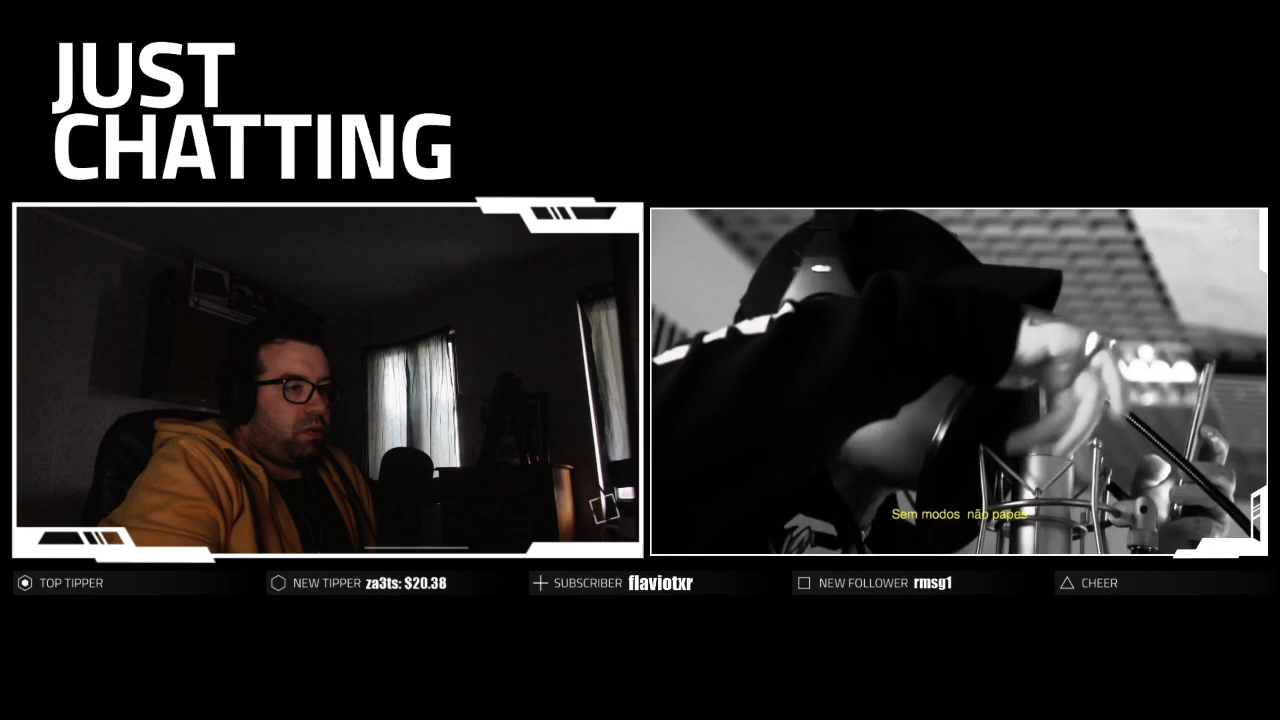 JUST
CHATTING
Sem modos não papes
TOP TIPPER
NEW TIPPER za3ts: $20.38
SUBSCRIBER flaviotxr
NEW FOLLOWER rmsg1
CHEER